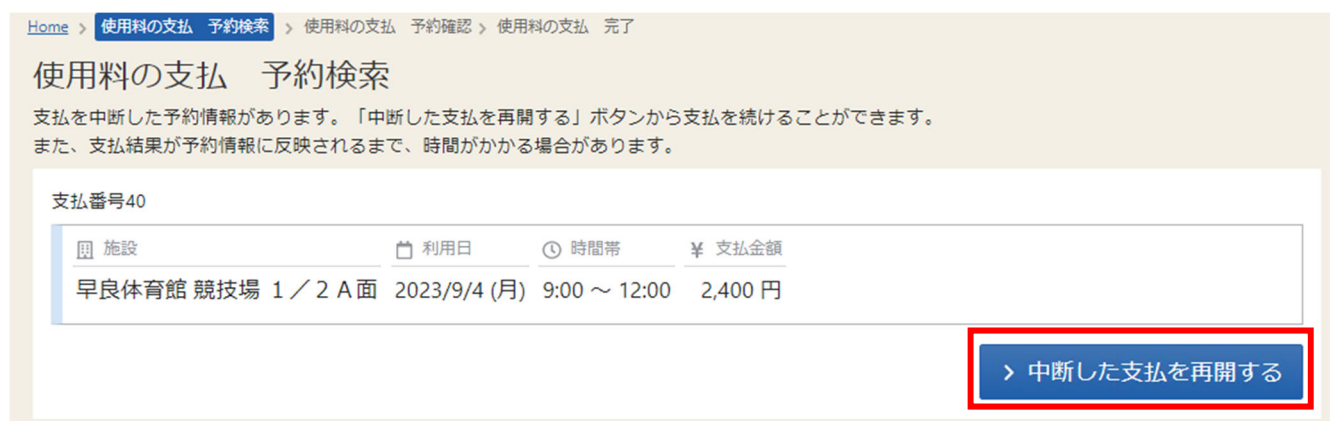 Home > 使用料の支払　予約検索 > 使用料の支払　予約確認 > 使用料の支払　完了
使用料の支払　予約検索
支払を中断した予約情報があります。「中断した支払を再開する」ボタンから支払を続けることができます。
また、支払結果が予約情報に反映されるまで、時間がかかる場合があります。
支払番号40
施設　利用日　時間帯　¥ 支払金額
早良体育館 競技場 １／２Ａ面　2023/9/4 (月)　9:00 ～ 12:00　2,400 円
> 中断した支払を再開する